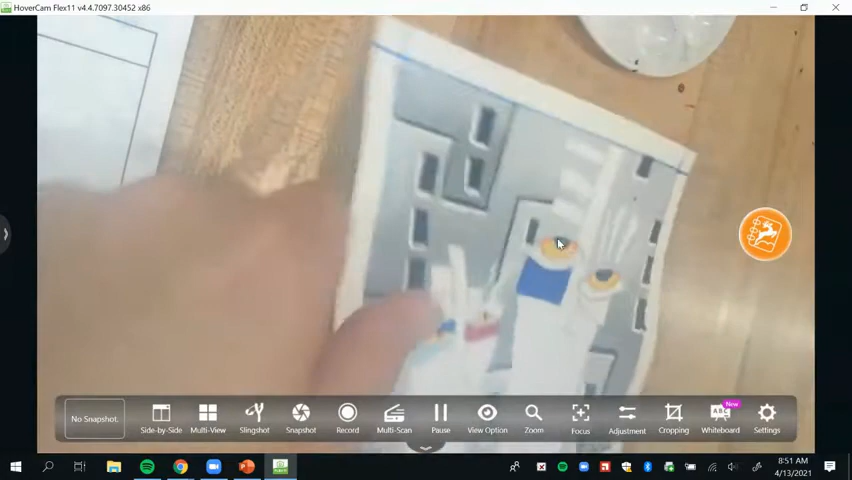 HoverCam Flex11 v4.4.7097.30452 x86
No Snapshot.
Side-by-Side
Multi-View
Slingshot
Snapshot
Record
Multi-Scan
Pause
View Option
Zoom
Focus
Adjustment
Cropping
ABC
New
Whiteboard
Settings
8:51 AM
4/13/2021